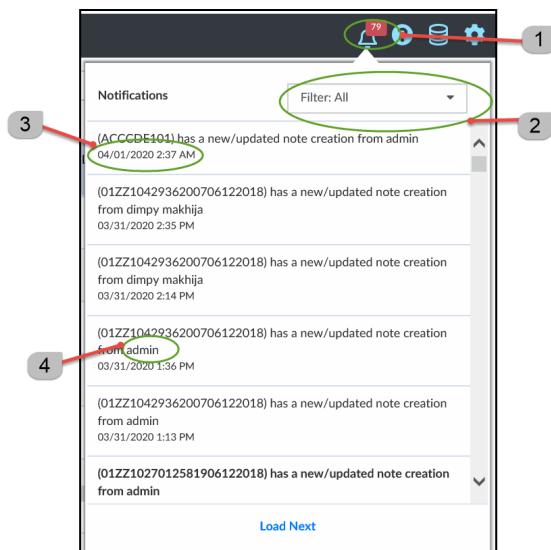 79
1
Notifications
Filter: All
2
3
(ACCCDE101) has a new/updated note creation from admin
04/01/2020 2:37 AM
(01ZZ1042936200706122018) has a new/updated note creation
from dimpy makhija
03/31/2020 2:35 PM
(01ZZ1042936200706122018) has a new/updated note creation
from dimpy makhija
03/31/2020 2:14 PM
(01ZZ1042936200706122018) has a new/updated note creation
from admin
03/31/2020 1:36 PM
4
(01ZZ1042936200706122018) has a new/updated note creation
from admin
03/31/2020 1:13 PM
(01ZZ1027012581906122018) has a new/updated note creation
from admin
Load Next